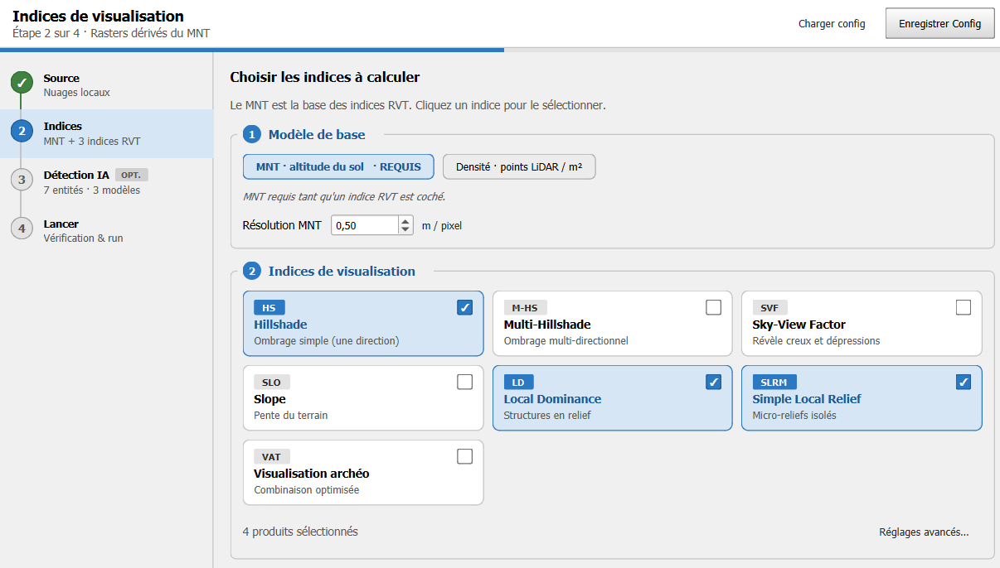 Indices de visualisation
Étape 2 sur 4 · Rasters dérivés du MNT
Charger config
Enregistrer Config
Source
Nuages locaux
2
Indices
MNT + 3 indices RVT
3
Détection IA OPT.
7 entités · 3 modèles
4
Lancer
Vérification & run
Choisir les indices à calculer
Le MNT est la base des indices RVT. Cliquez un indice pour le sélectionner.
1 Modèle de base
MNT · altitude du sol · REQUIS
Densité · points LiDAR / m²
MNT requis tant qu'un indice RVT est coché.
Résolution MNT 0,50 m / pixel
2 Indices de visualisation
HS
Hillshade
Ombrage simple (une direction)
M-HS
Multi-Hillshade
Ombrage multi-directionnel
SVF
Sky-View Factor
Révèle creux et dépressions
SLO
Slope
Pente du terrain
LD
Local Dominance
Structures en relief
SLRM
Simple Local Relief
Micro-reliefs isolés
VAT
Visualisation archéo
Combinaison optimisée
4 produits sélectionnés
Réglages avancés...